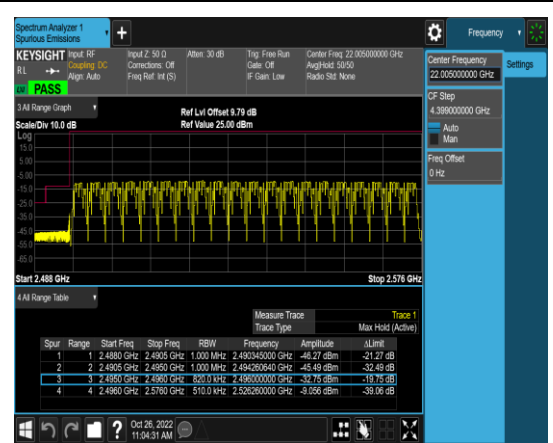 Spectrum Analyzer 1
Spurious Emissions
Frequency
KEYSIGHT Input: RF Input Z: 50 Ω Atten: 30 dB Trig: Free Run Center Freq: 22.005000000 GHz
RL Coupling: DC Corrections: Off Gate: Off Avg|Hold: 50/50
Align: Auto Freq Ref: Int (S) IF Gain: Low Radio Std: None
PASS
Center Frequency
22.005000000 GHz
Settings
CF Step
4.399000000 GHz
Auto
Man
Freq Offset
0 Hz
3 All Range Graph
Ref Lvl Offset 9.79 dB
Scale/Div 10.0 dB Ref Value 25.00 dBm
Log
15.0
5.00
-5.00
-15.0
-25.0
-35.0
-45.0
-55.0
-65.0
Start 2.488 GHz Stop 2.576 GHz
4 All Range Table
Measure Trace Trace 1
Trace Type Max Hold (Active)
Spur Range Start Freq Stop Freq RBW Frequency Amplitude ΔLimit
1 1 2.4880 GHz 2.4905 GHz 1.000 MHz 2.490345000 GHz -46.27 dBm -21.27 dB
2 2 2.4905 GHz 2.4950 GHz 1.000 MHz 2.494260640 GHz -45.49 dBm -32.49 dB
3 3 2.4950 GHz 2.4960 GHz 820.0 kHz 2.496000000 GHz -32.75 dBm -19.75 dB
4 4 2.4960 GHz 2.5760 GHz 510.0 kHz 2.526260000 GHz -9.056 dBm -39.06 dB
Oct 26, 2022
11:04:31 AM